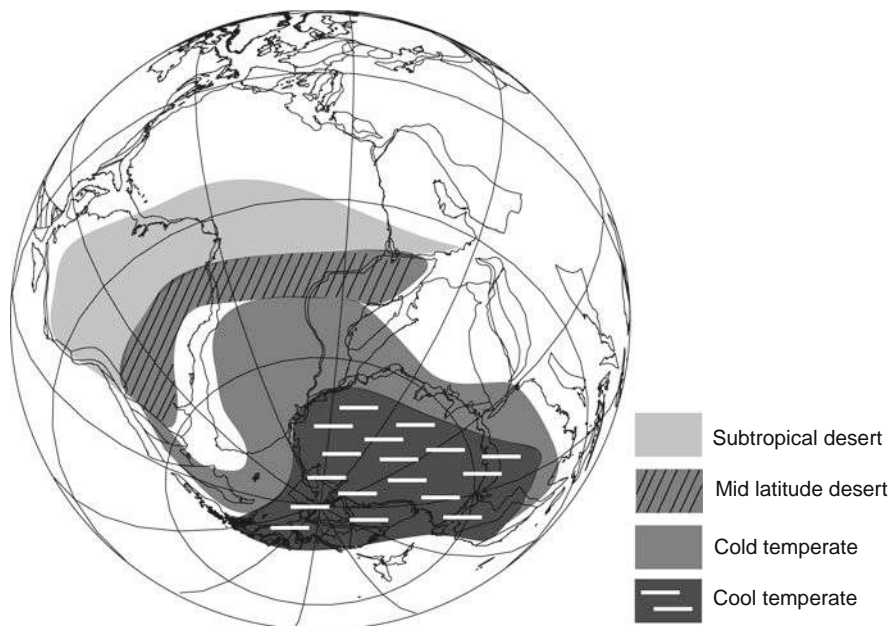 Subtropical desert
Mid latitude desert
Cold temperate
Cool temperate